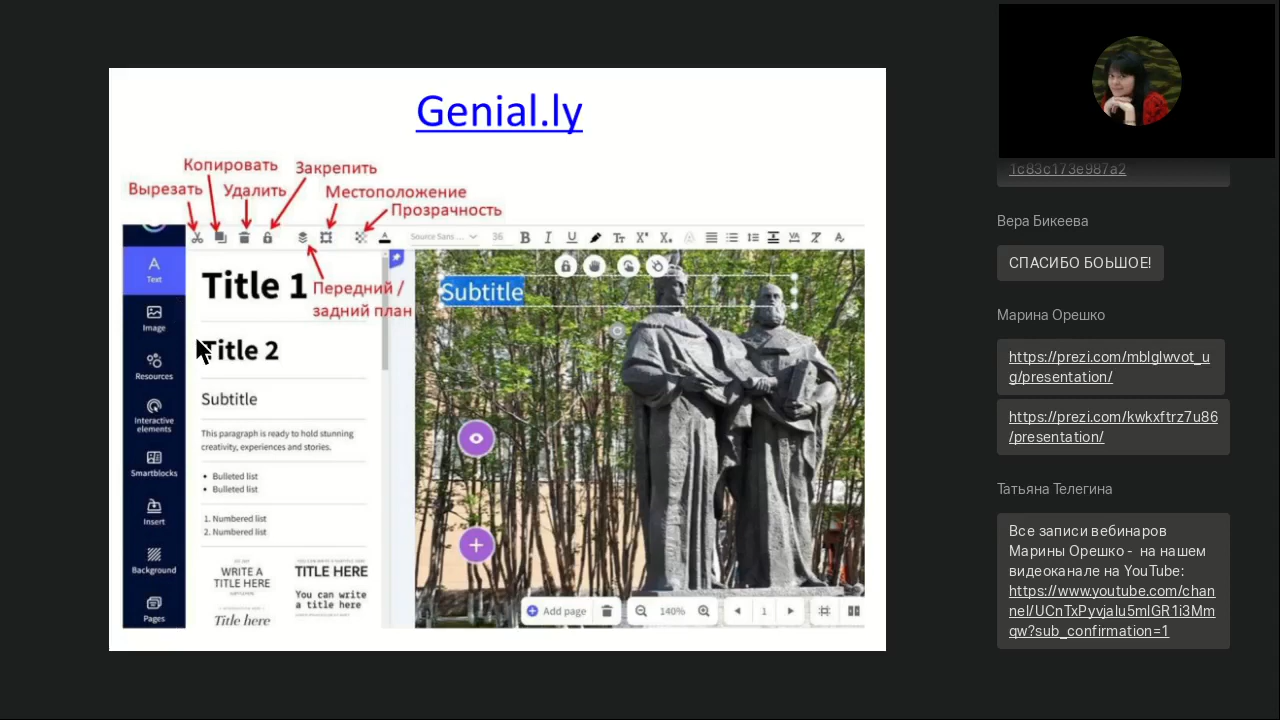 Genial.ly
Копировать
Закрепить
Вырезать
Удалить
Местоположение
Прозрачность
Source Sans....
36
B I U
Передний /
задний план
Text
Image
Resources
Interactive
elements
Smartblocks
Insert
Background
Pages
Title 1
Title 2
Subtitle
This paragraph is ready to hold stunning
creativity, experiences and stories.
• Bulleted list
• Bulleted list
1. Numbered list
2. Numbered list
WRITE A
TITLE HERE
TITLE HERE
You can write
a title here
Title here
Subtitle
Add page
140%
1
1c83c173e987a2
Вера Бикеева
СПАСИБО БОЬШОЕ!
Марина Орешко
https://prezi.com/mblglwvot_u
g/presentation/
https://prezi.com/kwkxftrz7u86
/presentation/
Татьяна Телегина
Все записи вебинаров
Марины Орешко - на нашем
видеоканале на YouTube:
https://www.youtube.com/chan
nel/UCnTxPyvjaIu5mlGR1i3Mm
qw?sub_confirmation=1